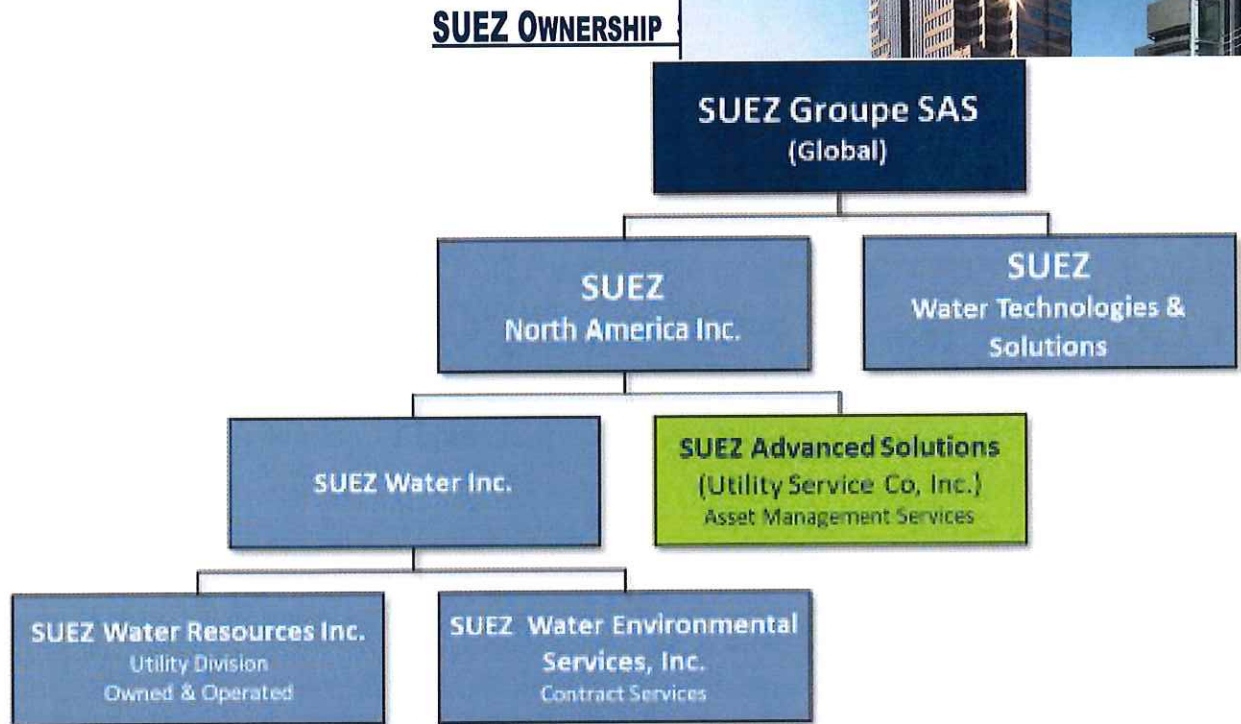 SUEZ OWNERSHIP
SUEZ Groupe SAS
(Global)
SUEZ
North America Inc.
SUEZ
Water Technologies &
Solutions
SUEZ Water Inc.
SUEZ Advanced Solutions
(Utility Service Co, Inc.)
Asset Management Services
SUEZ Water Resources Inc.
Utility Division
Owned & Operated
SUEZ Water Environmental
Services, Inc.
Contract Services